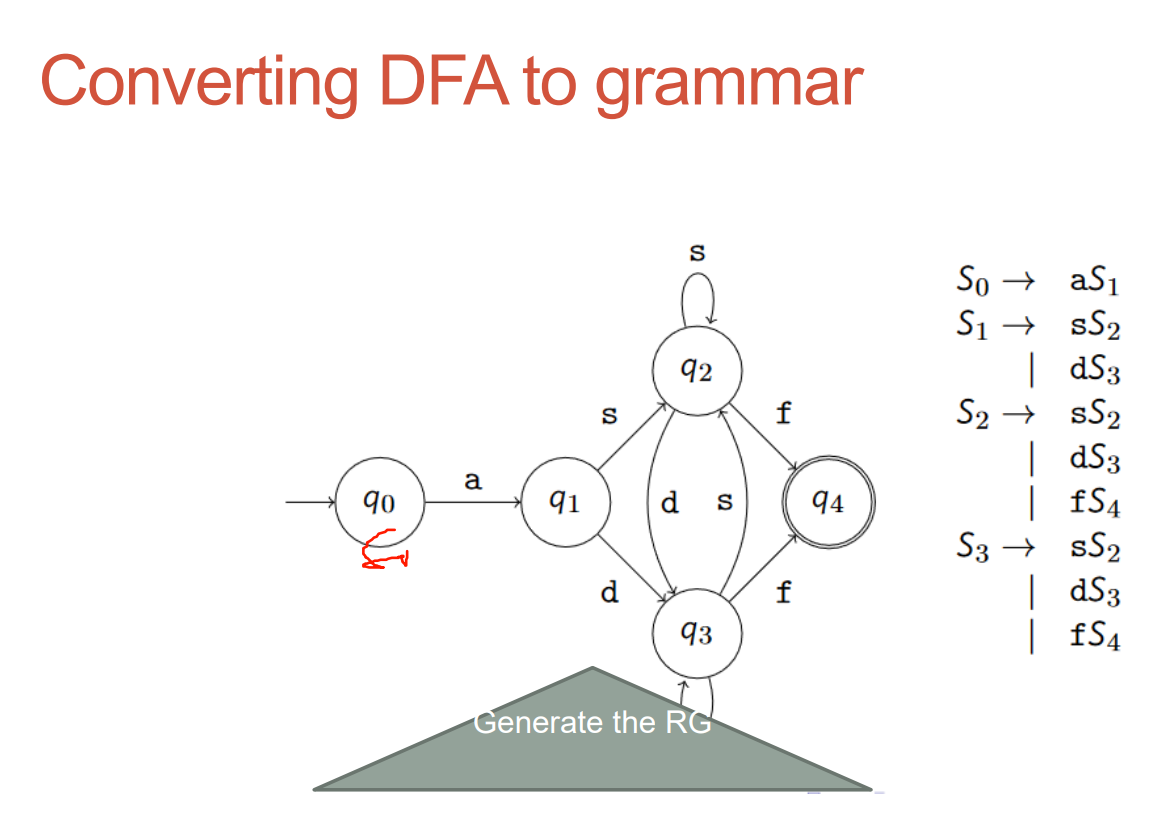 Converting DFA to grammar
s
q2
s
f
q0
a
q1
d
s
q4
d
f
q3
Generate the RG
S0 → aS1
S1 → sS2
| dS3
S2 → sS2
| dS3
| fS4
S3 → sS2
| dS3
| fS4